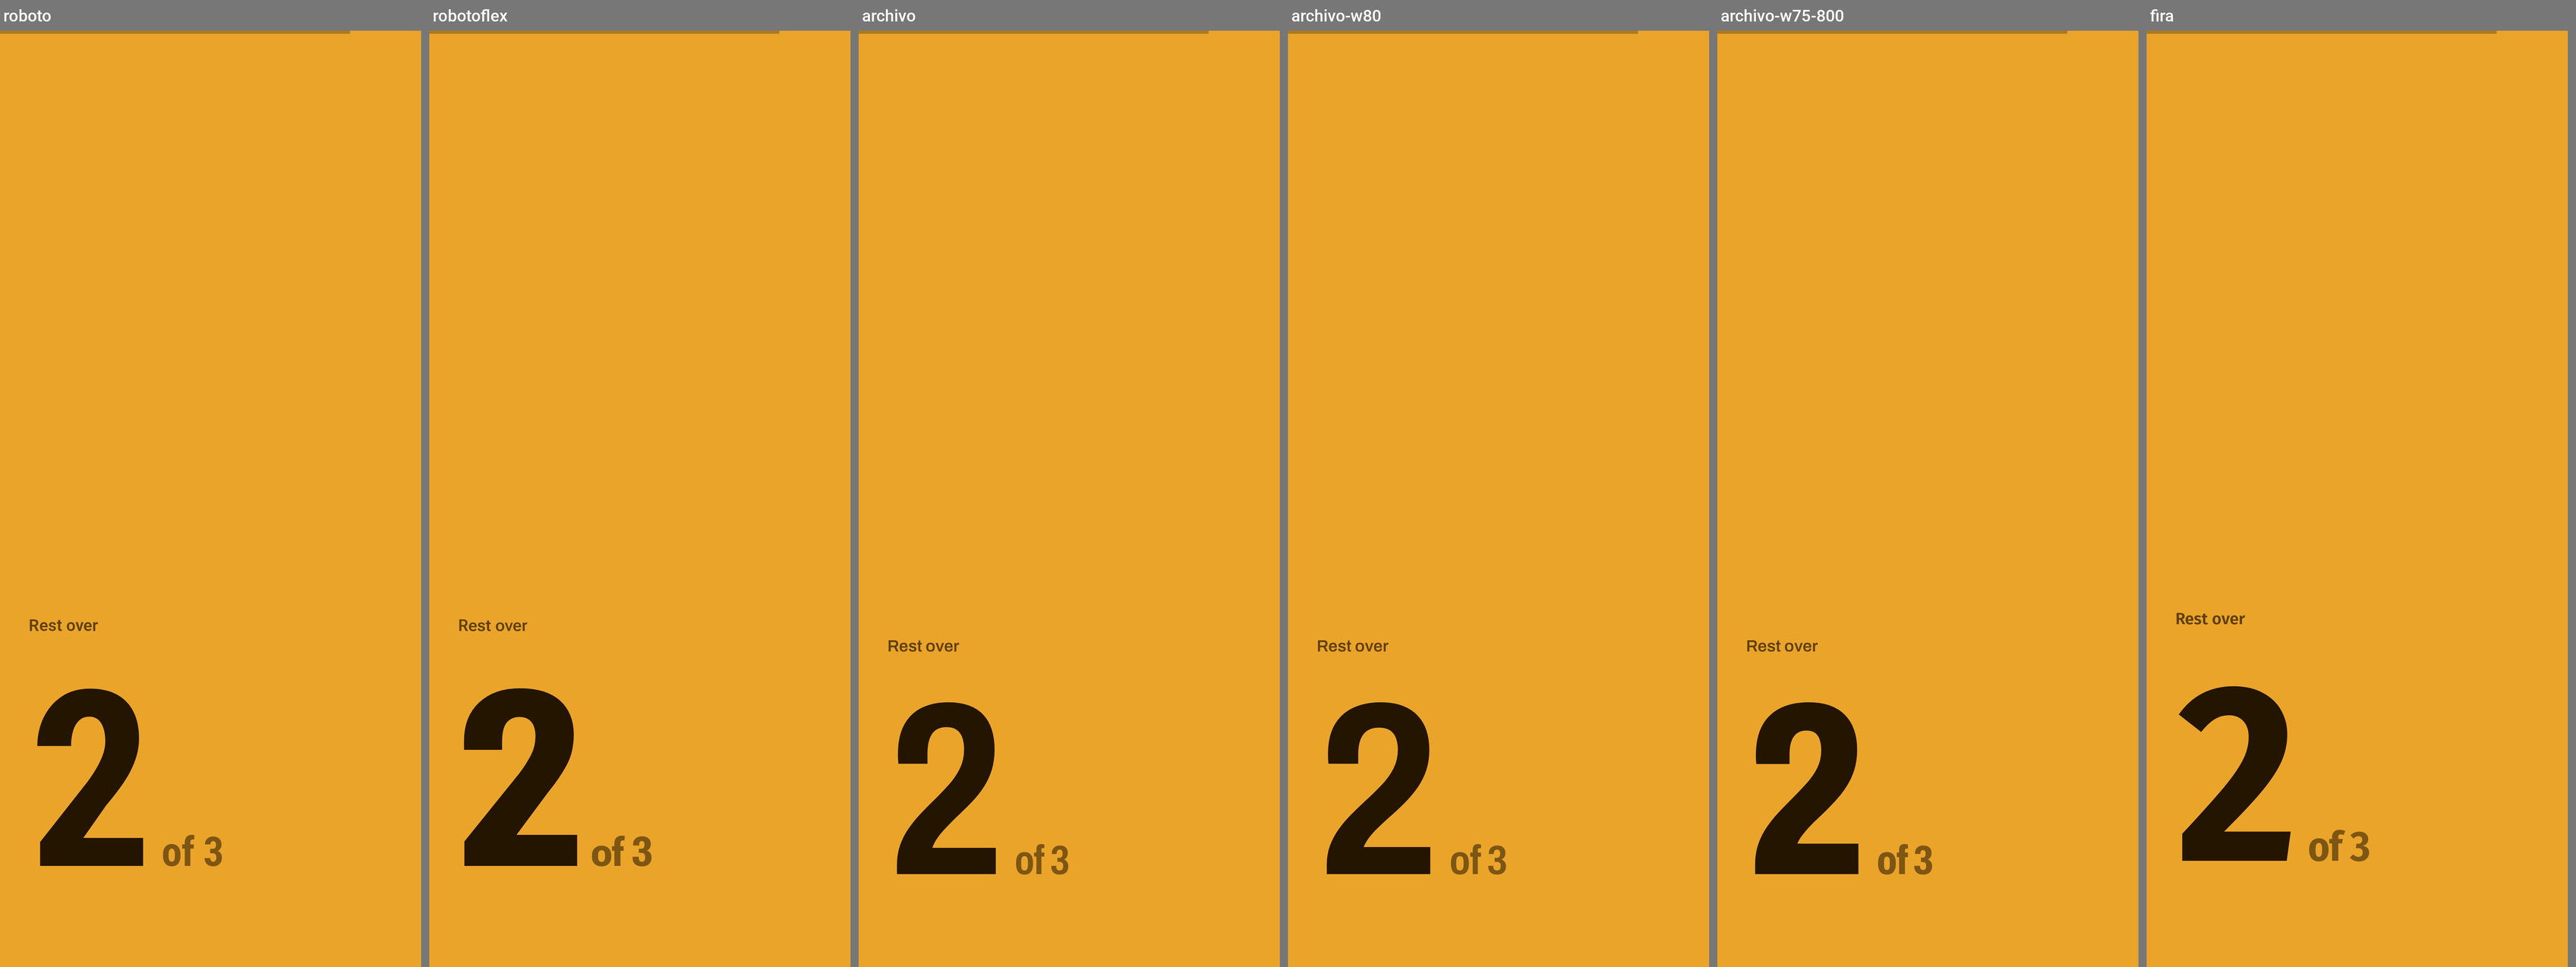 roboto
Rest over
2 of 3
robotoflex
Rest over
2 of 3
archivo
Rest over
2 of 3
archivo-w80
Rest over
2 of 3
archivo-w75-800
Rest over
2 of 3
fira
Rest over
2 of 3